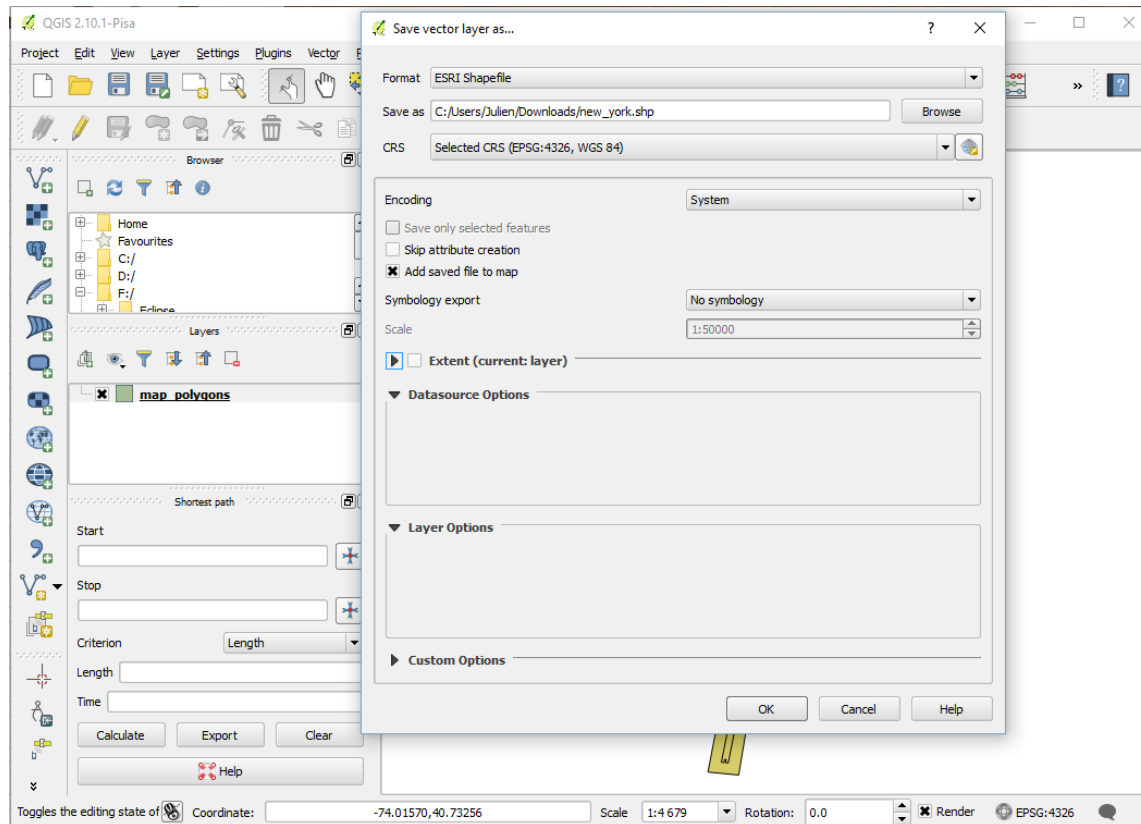 QGIS 2.10.1-Pisa
Project Edit View Layer Settings Plugins Vector
Save vector layer as...
?
Format ESRI Shapefile
Save as C:/Users/Julien/Downloads/new_york.shp Browse
CRS Selected CRS (EPSG:4326, WGS 84)
Encoding System
Save only selected features
Skip attribute creation
Add saved file to map
Symbology export No symbology
Scale 1:50000
Extent (current: layer)
Datasource Options
Layer Options
Custom Options
OK Cancel Help
Browser
Home
Favourites
C:/
D:/
F:/
Eclipse
Layers
map_polygons
Shortest path
Start
Stop
Criterion Length
Length
Time
Calculate Export Clear
Help
Toggles the editing state of Coordinate: -74.01570,40.73256 Scale 1:4 679 Rotation: 0.0 Render EPSG:4326